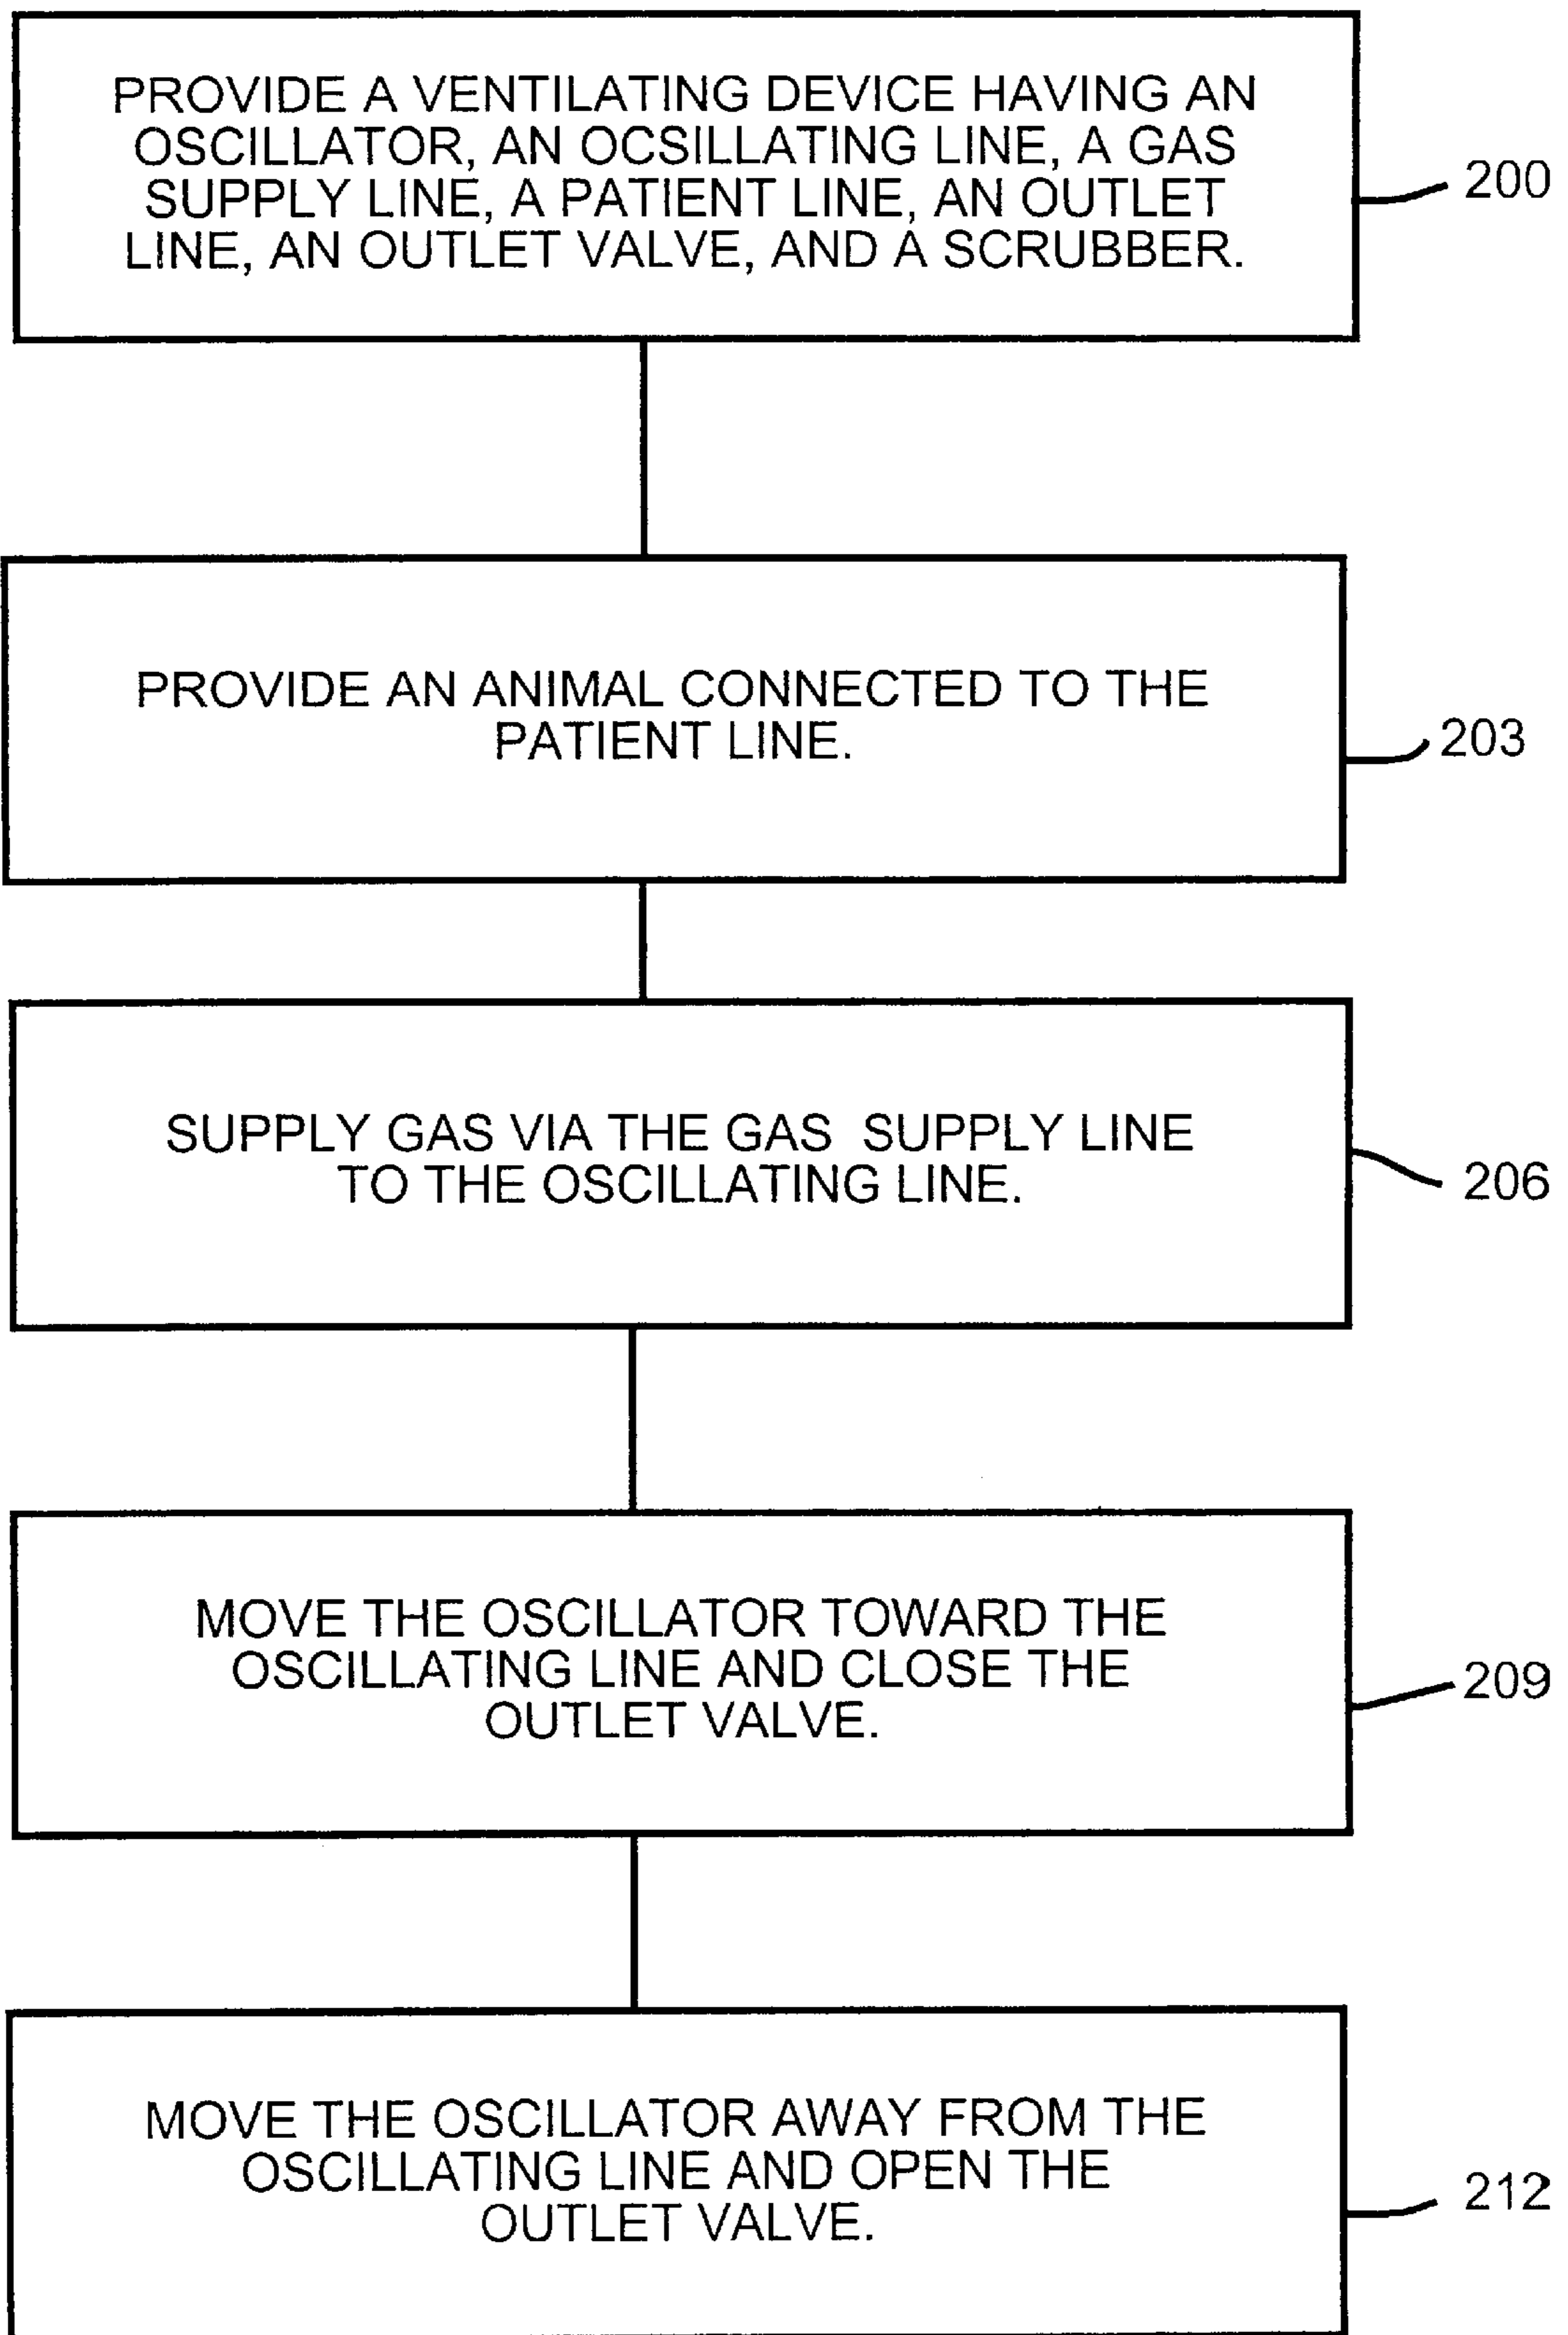 PROVIDE A VENTILATING DEVICE HAVING AN
OSCILLATOR, AN OCSILLATING LINE, A GAS
SUPPLY LINE, A PATIENT LINE, AN OUTLET
LINE, AN OUTLET VALVE, AND A SCRUBBER.
200
PROVIDE AN ANIMAL CONNECTED TO THE
PATIENT LINE.
203
SUPPLY GAS VIA THE GAS SUPPLY LINE
TO THE OSCILLATING LINE.
206
MOVE THE OSCILLATOR TOWARD THE
OSCILLATING LINE AND CLOSE THE
OUTLET VALVE.
209
MOVE THE OSCILLATOR AWAY FROM THE
OSCILLATING LINE AND OPEN THE
OUTLET VALVE.
212